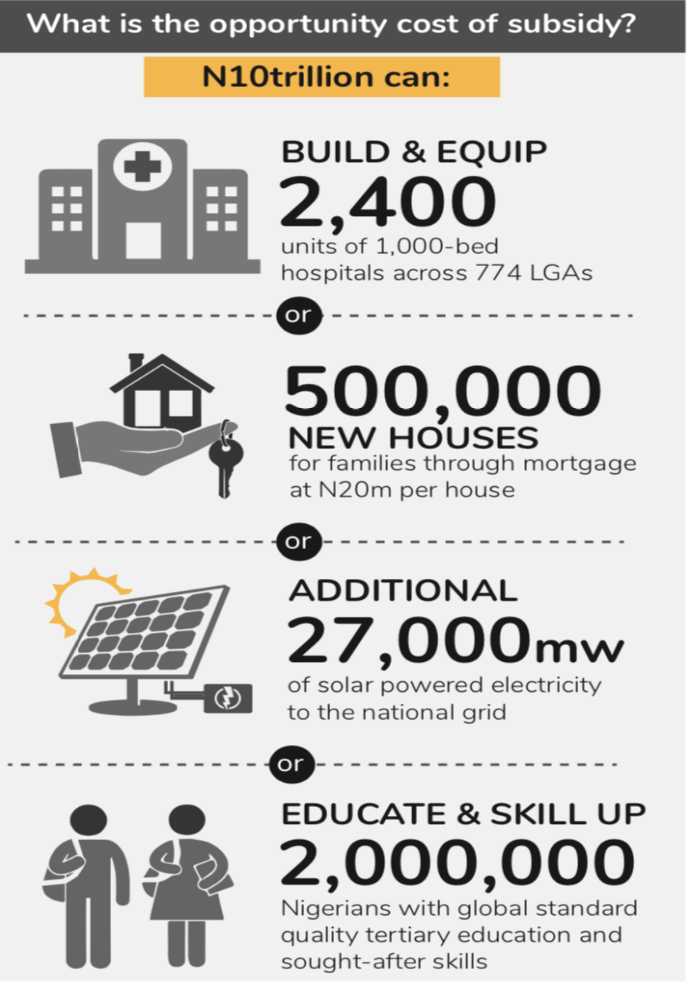 What is the opportunity cost of subsidy?
N10trillion can:
BUILD & EQUIP
2,400
units of 1,000-bed
hospitals across 774 LGAs
or
500,000
NEW HOUSES
for families through mortgage
at N20m per house
or
ADDITIONAL
27,000mw
of solar powered electricity
to the national grid
or
EDUCATE & SKILL UP
2,000,000
Nigerians with global standard
quality tertiary education and
sought-after skills